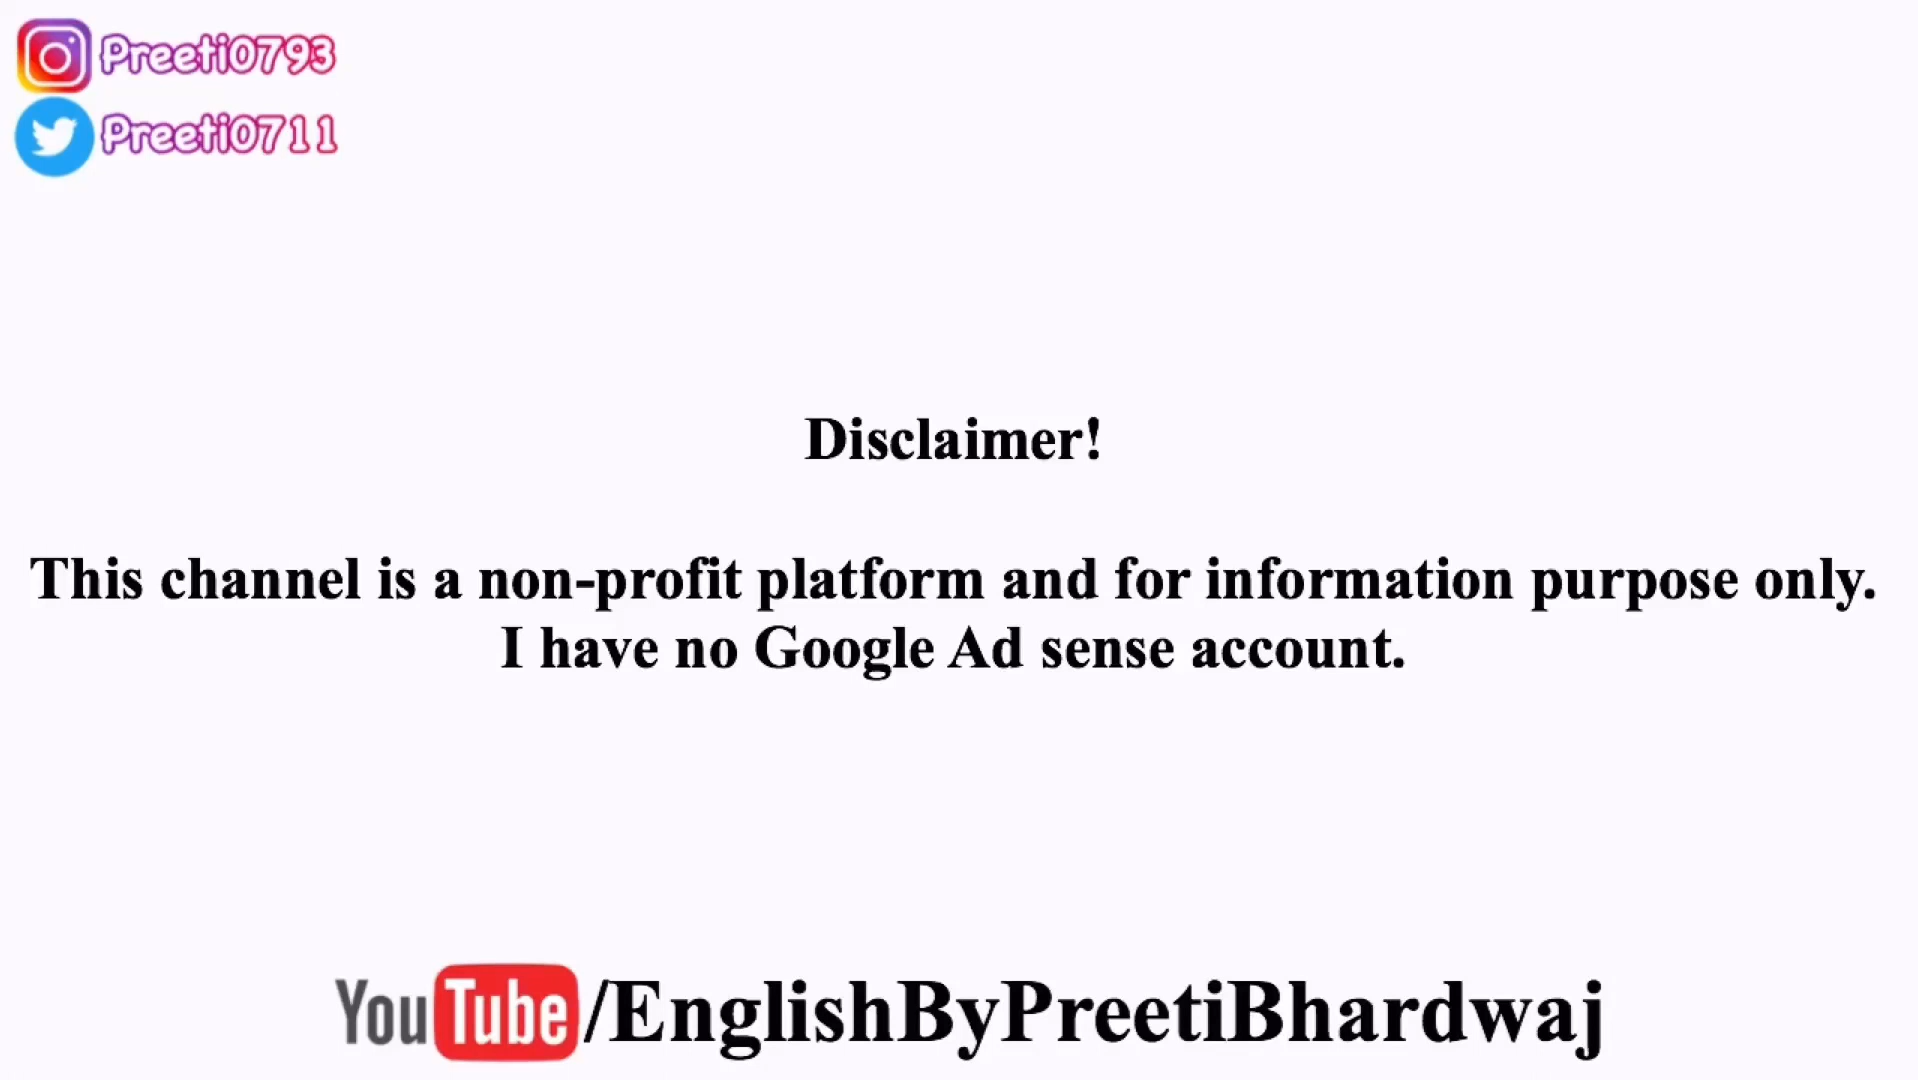 Preeti0793
Preeti0711
Disclaimer!
This channel is a non-profit platform and for information purpose only.
I have no Google Ad sense account.
YouTube/EnglishByPreetiBhardwaj